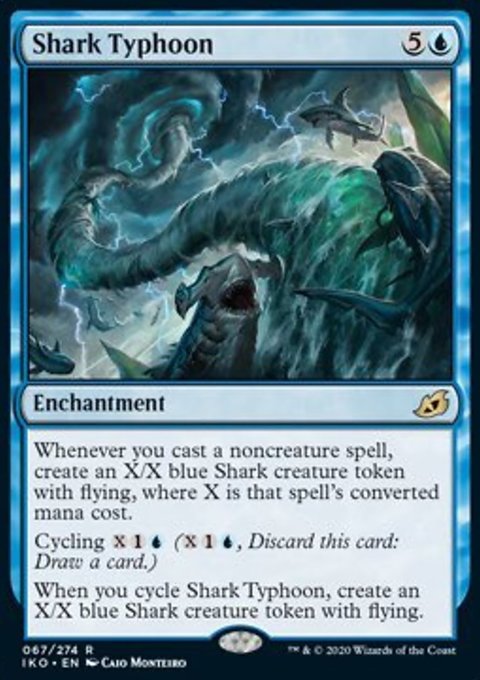 Shark Typhoon 5
Enchantment
Whenever you cast a noncreature spell,
create an X/X blue Shark creature token
with flying, where X is that spell's converted
mana cost.
Cycling X 1 (X 1 , Discard this card:
Draw a card.)
When you cycle Shark Typhoon, create an
X/X blue Shark creature token with flying.
067/274 R
IKO • EN Caio Monteiro
™ & © 2020 Wizards of the Coast